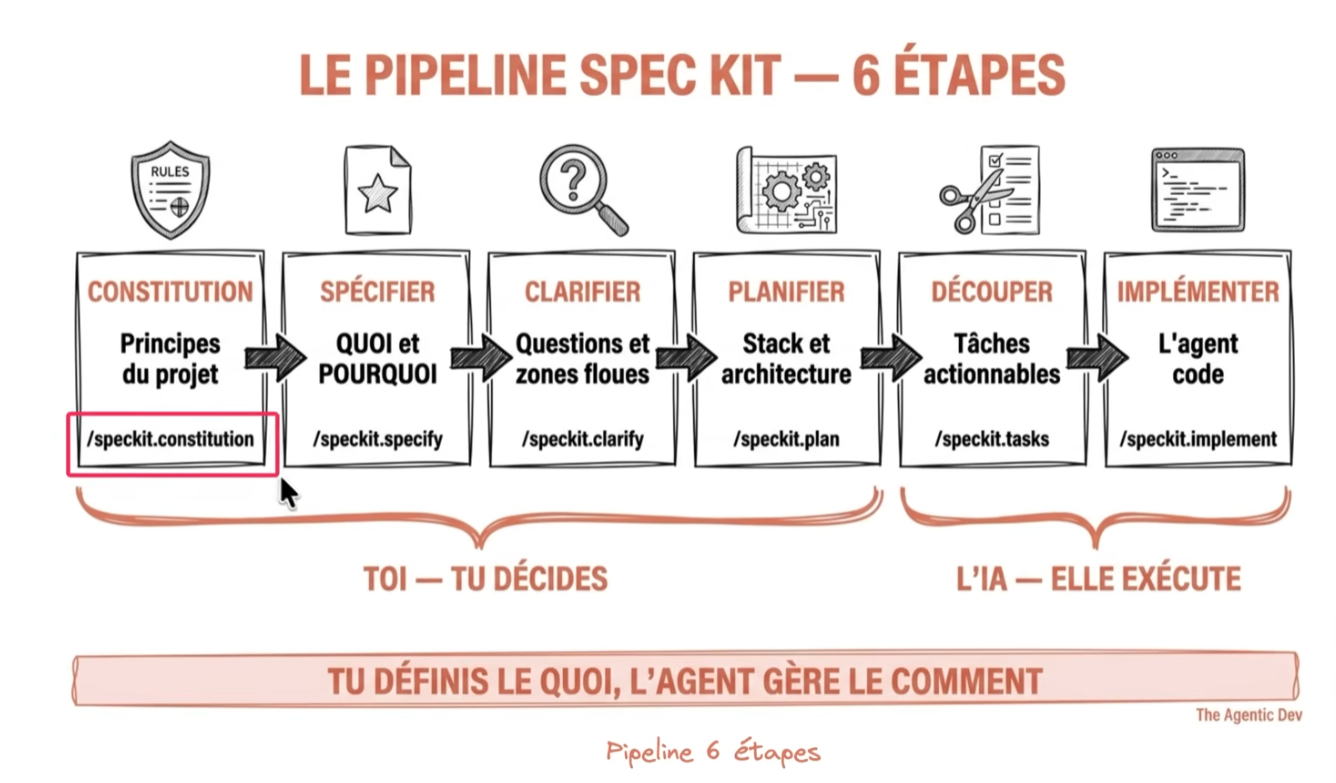 LE PIPELINE SPEC KIT — 6 ÉTAPES
RULES
CONSTITUTION
Principes
du projet
/speckit.constitution
SPÉCIFIER
QUOI et
POURQUOI
/speckit.specify
?
CLARIFIER
Questions et
zones floues
/speckit.clarify
PLANIFIER
Stack et
architecture
/speckit.plan
DÉCOUPER
Tâches
actionnables
/speckit.tasks
>_
IMPLÉMENTER
L'agent
code
/speckit.implement
TOI — TU DÉCIDES
L'IA — ELLE EXÉCUTE
TU DÉFINIS LE QUOI, L'AGENT GÈRE LE COMMENT
The Agentic Dev
Pipeline 6 étapes